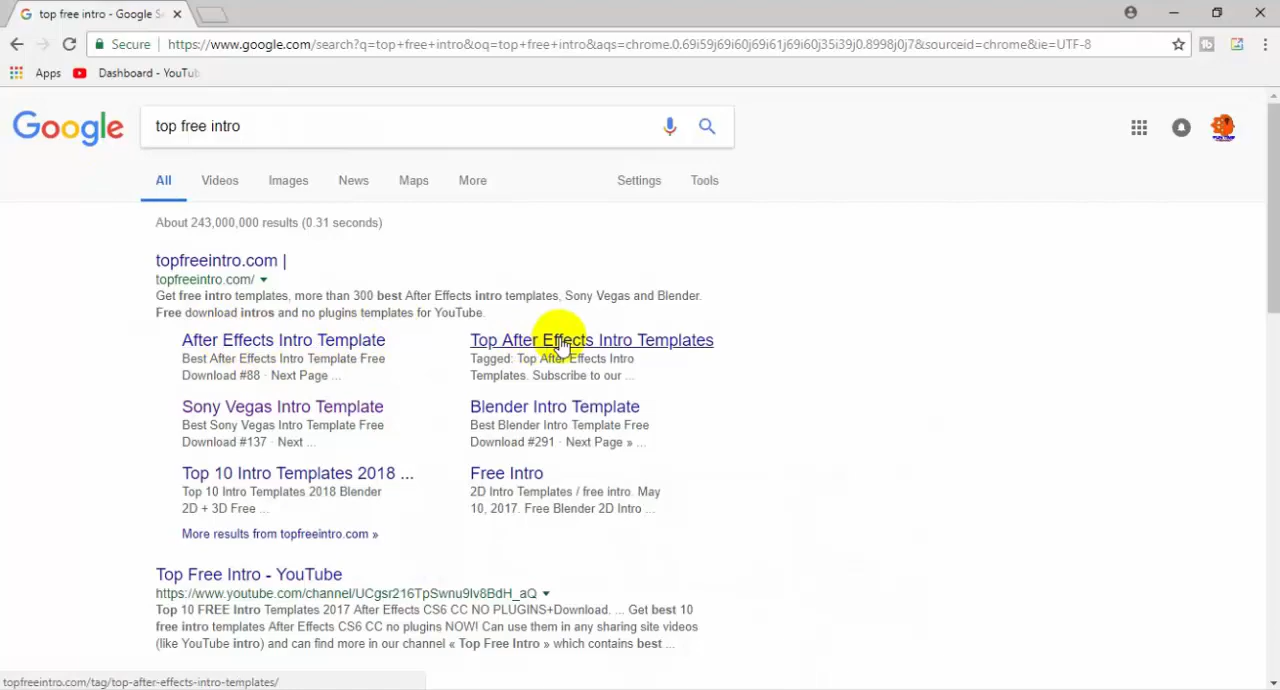 top free intro - Google S
Secure | https://www.google.com/search?q=top+free+intro&oq=top+free+intro&aqs=chrome.0.69i59j69i60j69i61j69i60j35i39j0.8998j0j7&sourceid=chrome&ie=UTF-8
Apps Dashboard - YouTub
Google top free intro
All Videos Images News Maps More Settings Tools
About 243,000,000 results (0.31 seconds)
topfreeintro.com |
topfreeintro.com/
Get free intro templates, more than 300 best After Effects intro templates, Sony Vegas and Blender.
Free download intros and no plugins templates for YouTube.
After Effects Intro Template
Best After Effects Intro Template Free
Download #88 · Next Page ...
Top After Effects Intro Templates
Tagged: Top After Effects Intro
Templates. Subscribe to our ...
Sony Vegas Intro Template
Best Sony Vegas Intro Template Free
Download #137 · Next ...
Blender Intro Template
Best Blender Intro Template Free
Download #291 · Next Page » ...
Top 10 Intro Templates 2018 ...
Top 10 Intro Templates 2018 Blender
2D + 3D Free ...
Free Intro
2D Intro Templates / free intro. May
10, 2017. Free Blender 2D Intro ...
More results from topfreeintro.com »
Top Free Intro - YouTube
https://www.youtube.com/channel/UCgsr216TpSwnu9lv8BdH_aQ
Top 10 FREE Intro Templates 2017 After Effects CS6 CC NO PLUGINS+Download. ... Get best 10
free intro templates After Effects CS6 CC no plugins NOW! Can use them in any sharing site videos
(like YouTube intro) and can find more in our channel « Top Free Intro » which contains best ...
topfreeintro.com/tag/top-after-effects-intro-templates/